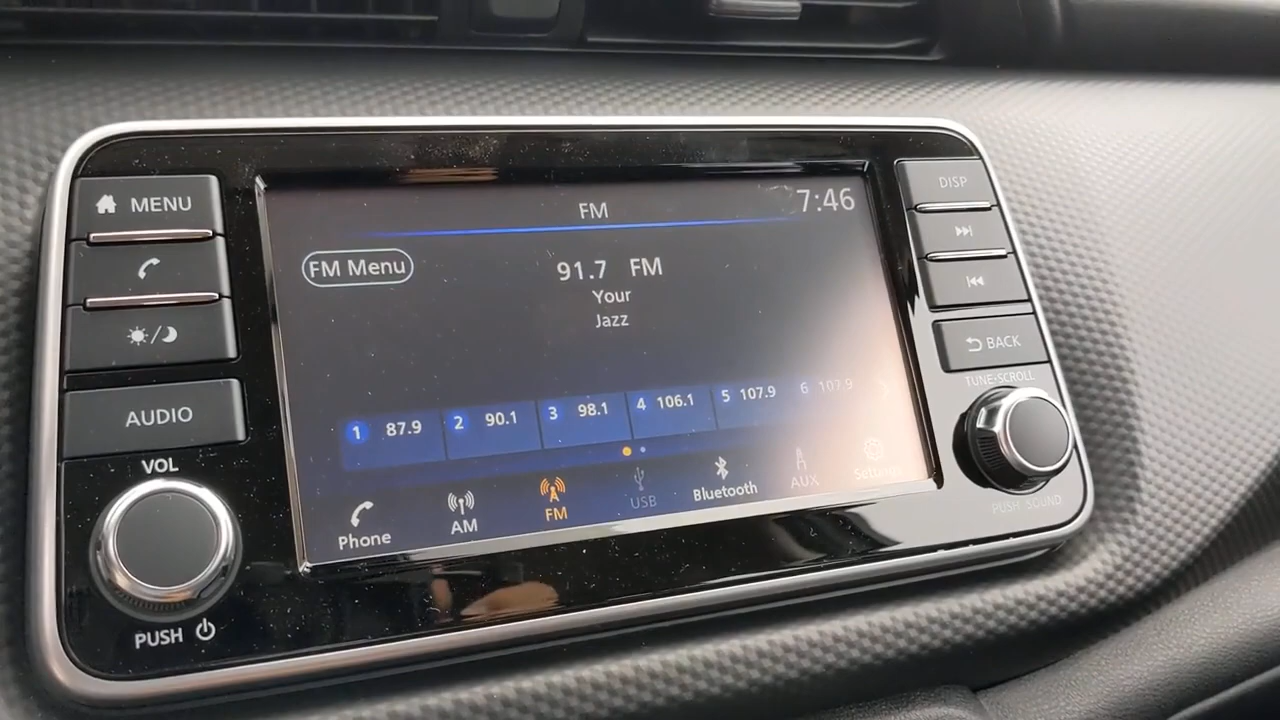 MENU
AUDIO
VOL
PUSH
FM
7:46
FM Menu
91.7 FM
Your
Jazz
1 87.9
2 90.1
3 98.1
4 106.1
5 107.9
6 107.9
Phone
AM
FM
USB
Bluetooth
AUX
Settings
DISP
BACK
TUNE·SCROLL
PUSH SOUND